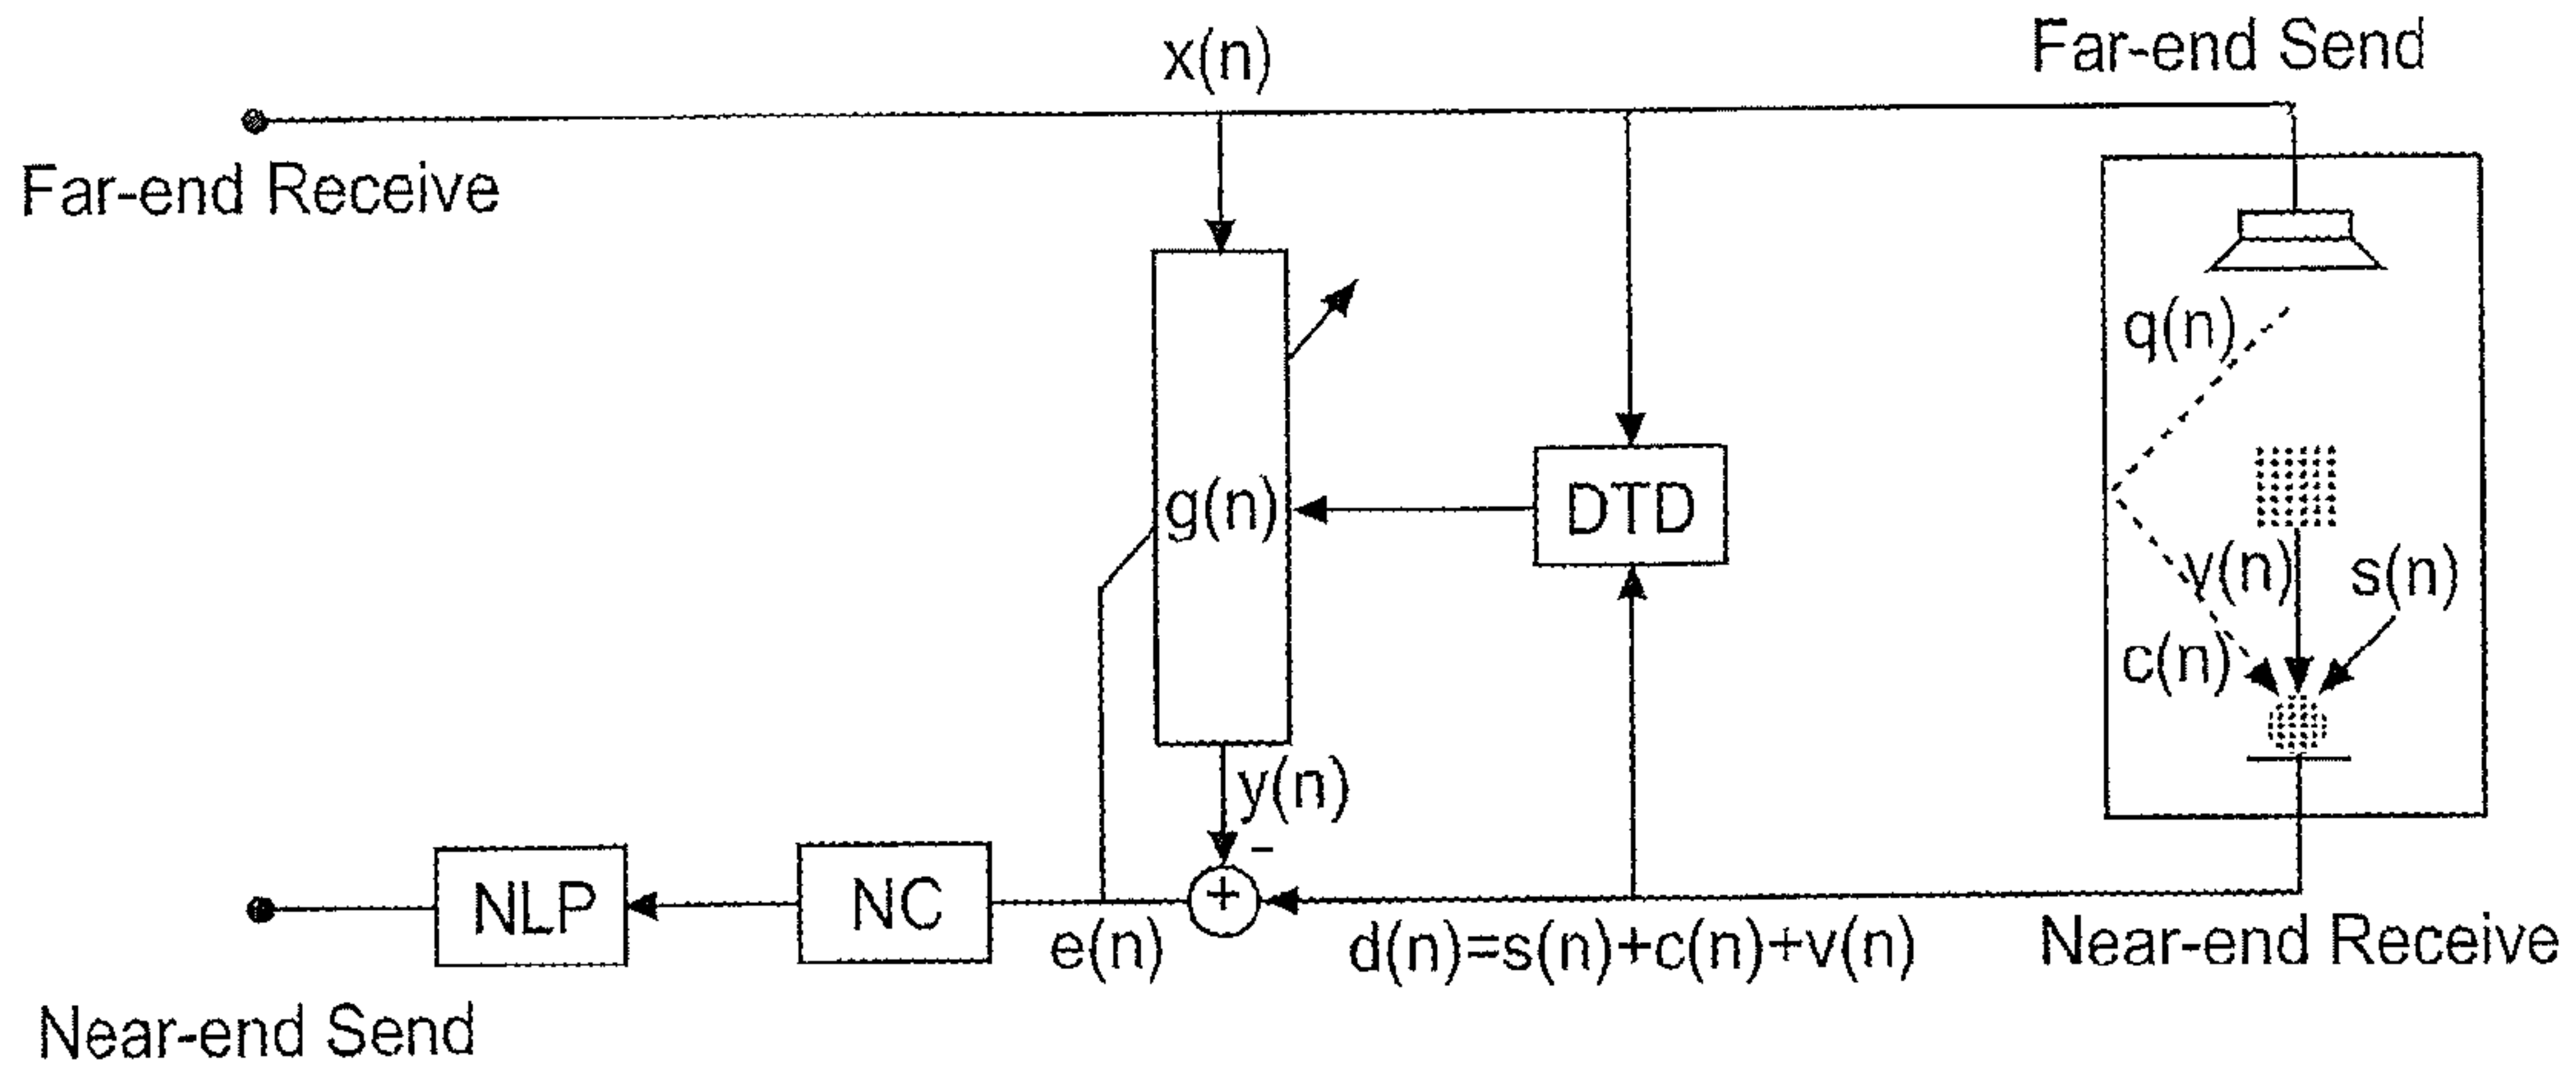 Far-end Send
x(n)
Far-end Receive
q(n)
g(n)
DTD
v(n)
s(n)
c(n)
y(n)
-
+
NLP
NC
e(n)
d(n)=s(n)+c(n)+v(n)
Near-end Receive
Near-end Send